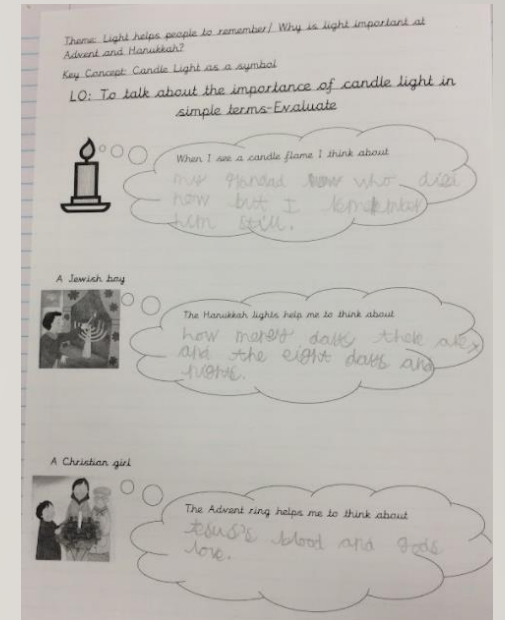 Theme: Light helps people to remember/ Why is light important at
Advent and Hanukkah?
Key Concept: Candle Light as a symbol
LO: To talk about the importance of candle light in
simple terms-Evaluate
When I see a candle flame I think about
my Grandad who died
now but I remember
him still.
A Jewish boy
The Hanukkah lights help me to think about
how many days there are
and the eight days and
nights.
A Christian girl
The Advent ring helps me to think about
Jesus's blood and gods
love.